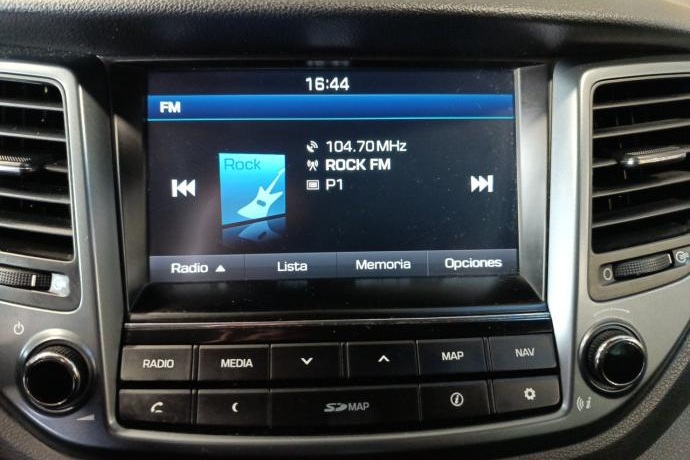 16:44
FM
Rock
104.70MHz
ROCK FM
P1
Radio ▲ Lista Memoria Opciones
RADIO MEDIA MAP NAV
SD MAP